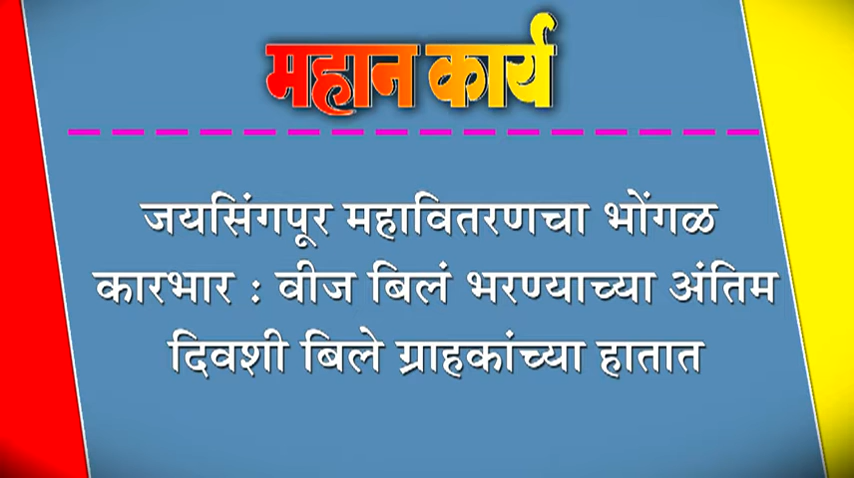 महान कार्य
जयसिंगपूर महावितरणचा भोंगळ
कारभार : वीज बिलं भरण्याच्या अंतिम
दिवशी बिले ग्राहकांच्या हातात